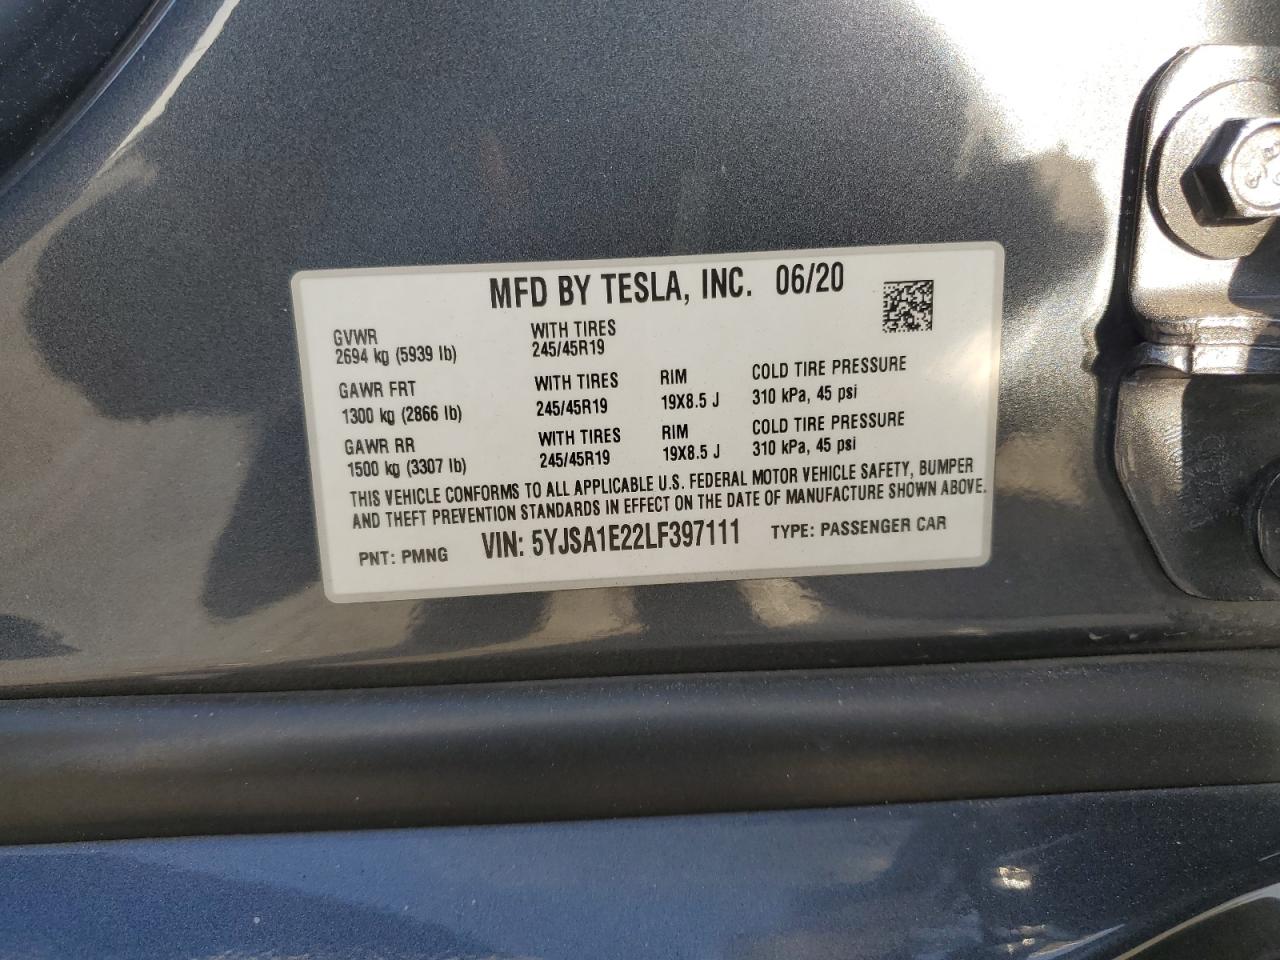 MFD BY TESLA, INC. 06/20
GVWR
2694 kg (5939 lb)
WITH TIRES
245/45R19
GAWR FRT
1300 kg (2866 lb)
WITH TIRES
245/45R19
RIM
19X8.5 J
COLD TIRE PRESSURE
310 kPa, 45 psi
GAWR RR
1500 kg (3307 lb)
WITH TIRES
245/45R19
RIM
19X8.5 J
COLD TIRE PRESSURE
310 kPa, 45 psi
THIS VEHICLE CONFORMS TO ALL APPLICABLE U.S. FEDERAL MOTOR VEHICLE SAFETY, BUMPER
AND THEFT PREVENTION STANDARDS IN EFFECT ON THE DATE OF MANUFACTURE SHOWN ABOVE.
PNT: PMNG VIN: 5YJSA1E22LF397111 TYPE: PASSENGER CAR